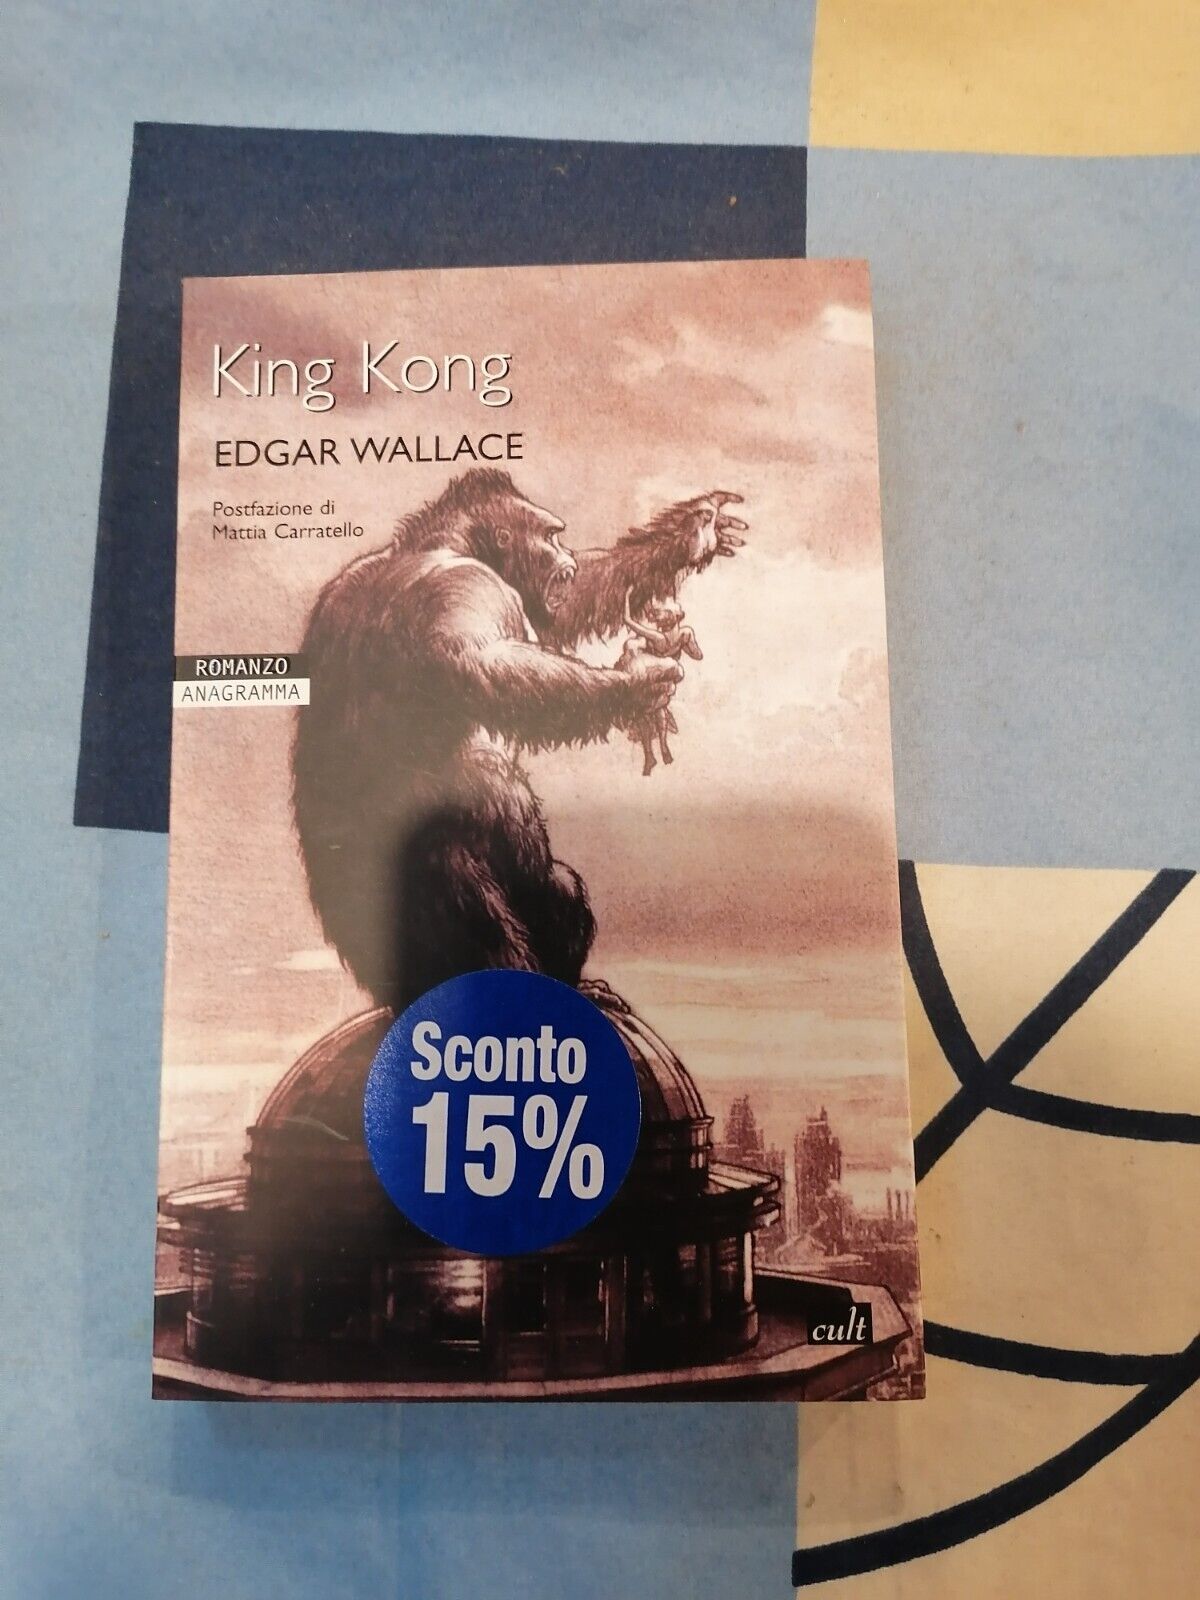 King Kong
EDGAR WALLACE
Postfazione di
Mattia Carratello
ROMANZO
ANAGRAMMA
Sconto
15%
cult